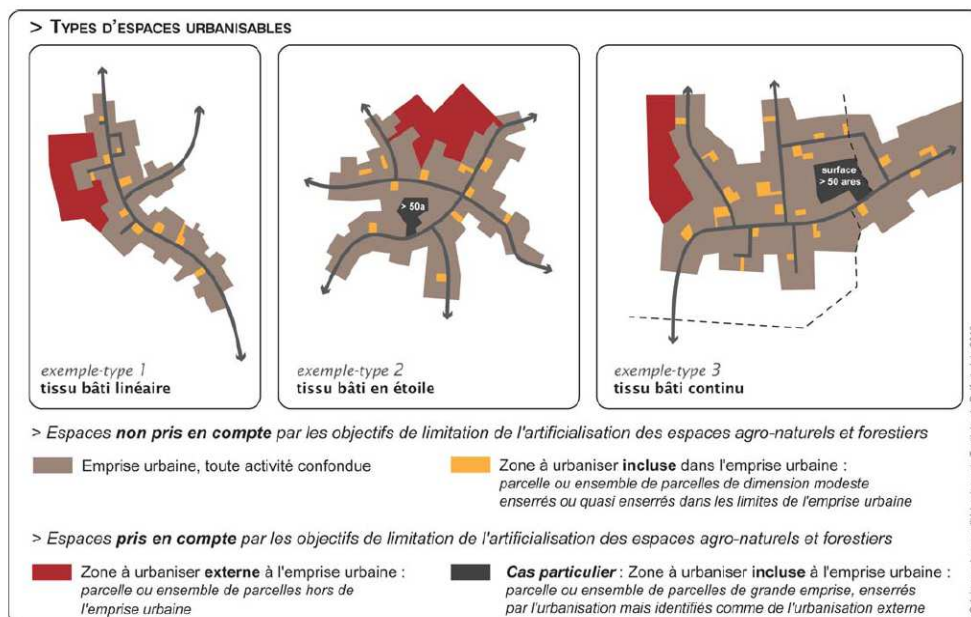 > TYPES D'ESPACES URBANISABLES
exemple-type 1
tissu bâti linéaire
> 50a
exemple-type 2
tissu bâti en étoile
surface
> 50 ares
exemple-type 3
tissu bâti continu
> Espaces non pris en compte par les objectifs de limitation de l'artificialisation des espaces agro-naturels et forestiers
Emprise urbaine, toute activité confondue
Zone à urbaniser incluse dans l'emprise urbaine :
parcelle ou ensemble de parcelles de dimension modeste
enserrés ou quasi enserrés dans les limites de l'emprise urbaine
> Espaces pris en compte par les objectifs de limitation de l'artificialisation des espaces agro-naturels et forestiers
Zone à urbaniser externe à l'emprise urbaine :
parcelle ou ensemble de parcelles hors de
l'emprise urbaine
Cas particulier : Zone à urbaniser incluse à l'emprise urbaine :
parcelle ou ensemble de parcelles de grande emprise, enserrés
par l'urbanisation mais identifiés comme de l'urbanisation externe